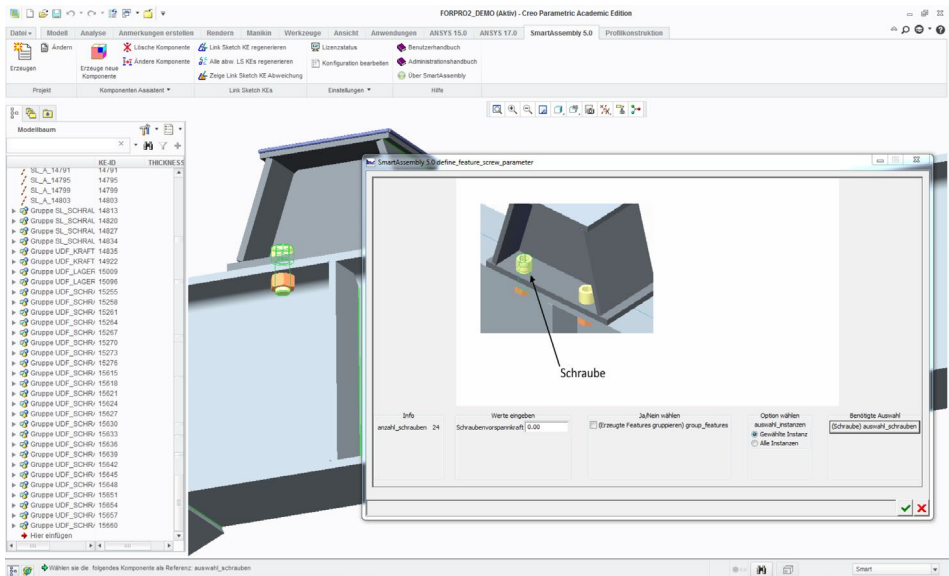 FORPRO2_DEMO (Aktiv) - Creo Parametric Academic Edition
Datei Modell Analyse Anmerkungen erstellen Rendern Manikin Werkzeuge Ansicht Anwendungen ANSYS 15.0 ANSYS 17.0 SmartAssembly 5.0 Profilkonstruktion
Ändern Lösche Komponente Link Sketch KE regenerieren Lizenzstatus Benutzerhandbuch
Ändere Komponente Alle abw. LS KEs regenerieren Konfiguration bearbeiten Administrationshandbuch
Erzeugen Erzeuge neue Komponente Zeige Link Sketch KE Abweichung Über SmartAssembly
Projekt Komponenten Assistent Link Sketch KEs Einstellungen Hilfe
Modellbaum
KE-ID THICKNESS
SL_A_14791 14791
SL_A_14795 14795
SL_A_14799 14799
SL_A_14803 14803
Gruppe SL_SCHRAL 14813
Gruppe SL_SCHRAL 14820
Gruppe SL_SCHRAL 14827
Gruppe SL_SCHRAL 14834
Gruppe UDF_KRAFT 14835
Gruppe UDF_KRAFT 14922
Gruppe UDF_LAGER 15009
Gruppe UDF_LAGER 15096
Gruppe UDF_SCHR/ 15255
Gruppe UDF_SCHR/ 15258
Gruppe UDF_SCHR/ 15261
Gruppe UDF_SCHR/ 15264
Gruppe UDF_SCHR/ 15267
Gruppe UDF_SCHR/ 15270
Gruppe UDF_SCHR/ 15273
Gruppe UDF_SCHR/ 15276
Gruppe UDF_SCHR/ 15615
Gruppe UDF_SCHR/ 15618
Gruppe UDF_SCHR/ 15621
Gruppe UDF_SCHR/ 15624
Gruppe UDF_SCHR/ 15627
Gruppe UDF_SCHR/ 15630
Gruppe UDF_SCHR/ 15633
Gruppe UDF_SCHR/ 15636
Gruppe UDF_SCHR/ 15639
Gruppe UDF_SCHR/ 15642
Gruppe UDF_SCHR/ 15645
Gruppe UDF_SCHR/ 15648
Gruppe UDF_SCHR/ 15651
Gruppe UDF_SCHR/ 15654
Gruppe UDF_SCHR/ 15657
Gruppe UDF_SCHR/ 15660
Hier einfügen
SmartAssembly 5.0 define_feature_screw_parameter
Schraube
Info Werte eingeben Ja/Nein wählen Option wählen Benötigte Auswahl
anzahl_schrauben 24 Schraubenvorspannkraft 0.00 (Erzeugte Features gruppieren) group_features auswahl_instanzen (Schraube) auswahl_schrauben
Gewählte Instanz
Alle Instanzen
Wählen sie die folgendes Komponente als Referenz: auswahl_schrauben
Smart